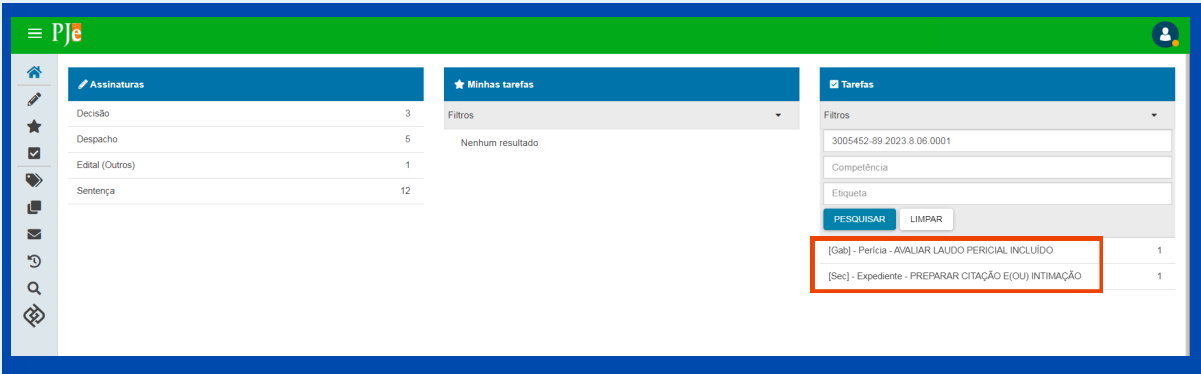 PJe
Assinaturas
Decisão 3
Despacho 5
Edital (Outros) 1
Sentença 12
Minhas tarefas
Filtros
Nenhum resultado
Tarefas
Filtros
3005452-89.2023.8.06.0001
Competência
Etiqueta
PESQUISAR LIMPAR
[Gab] - Perícia - AVALIAR LAUDO PERICIAL INCLUÍDO 1
[Sec] - Expediente - PREPARAR CITAÇÃO E(OU) INTIMAÇÃO 1